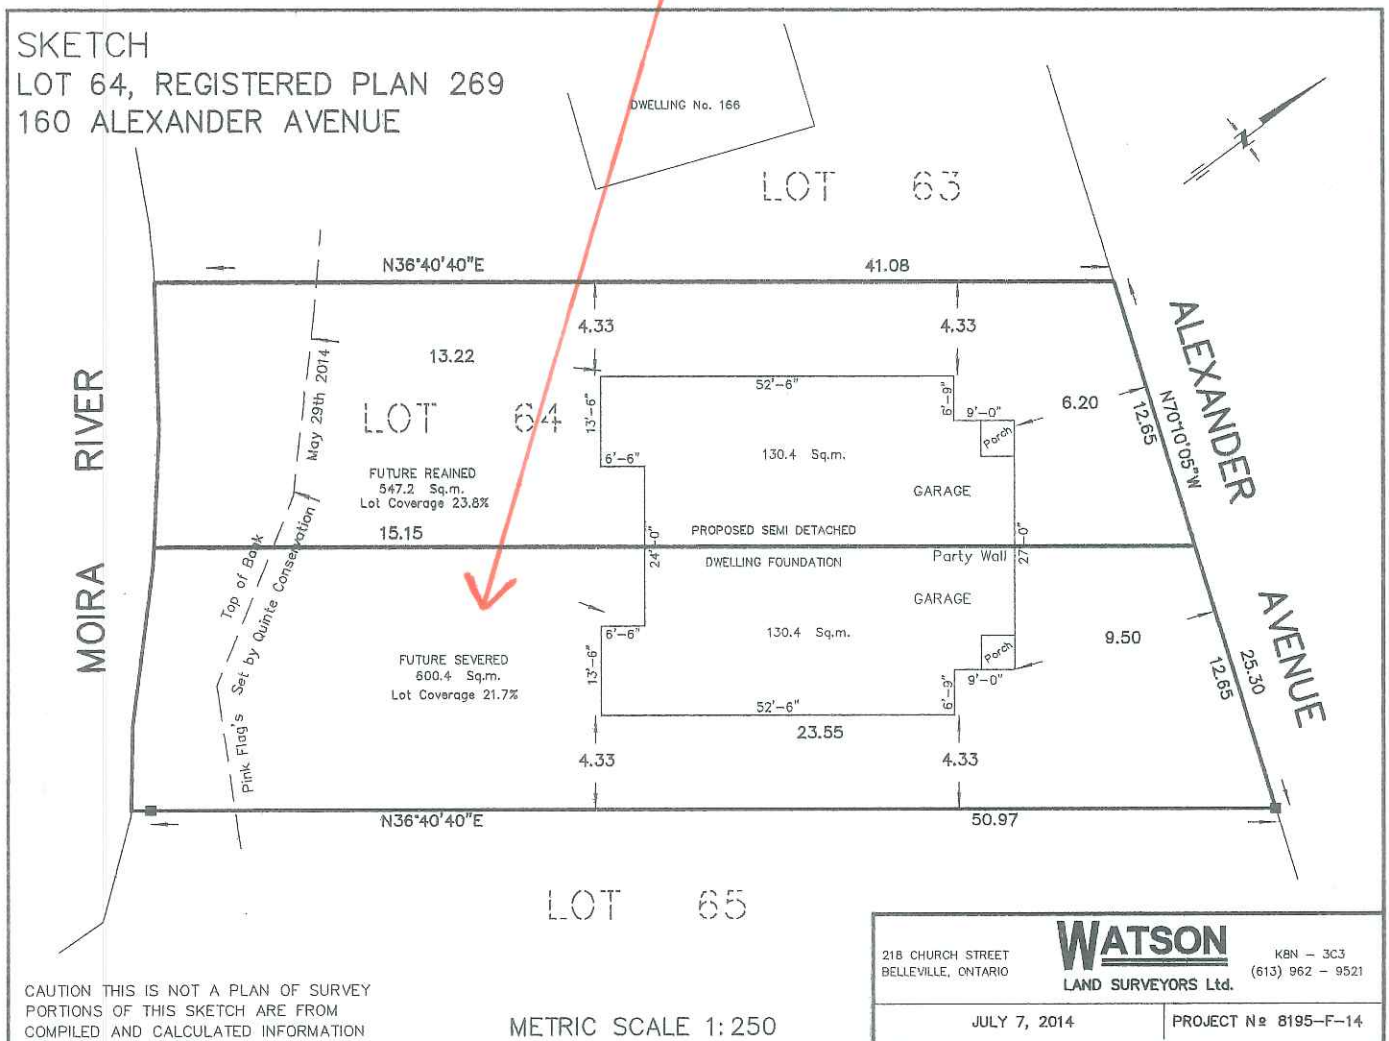 SKETCH
LOT 64, REGISTERED PLAN 269
160 ALEXANDER AVENUE
DWELLING No. 166
LOT 63
N
N36°40'40"E
41.08
4.33
4.33
13.22
52'-6"
6'-9"
9'-0"
13'-6"
6'-6"
Porch
6.20
12.65
N70°10'05"W
ALEXANDER
AVENUE
MOIRA RIVER
May 29th 2014
LOT 64
130.4 Sq.m.
FUTURE REAINED
547.2 Sq.m.
Lot Coverage 23.8%
GARAGE
15.15
24'-0"
PROPOSED SEMI DETACHED
DWELLING FOUNDATION
Party Wall
27'-0"
Top of Bank
Set by Quinte Conservation
Pink Flag's
GARAGE
130.4 Sq.m.
6'-6"
13'-6"
Porch
9'-0"
6'-9"
9.50
12.65
25.30
FUTURE SEVERED
600.4 Sq.m.
Lot Coverage 21.7%
52'-6"
23.55
4.33
4.33
N36°40'40"E
50.97
LOT 65
CAUTION THIS IS NOT A PLAN OF SURVEY
PORTIONS OF THIS SKETCH ARE FROM
COMPILED AND CALCULATED INFORMATION
METRIC SCALE 1:250
218 CHURCH STREET
BELLEVILLE, ONTARIO
WATSON
LAND SURVEYORS Ltd.
K8N – 3C3
(613) 962 – 9521
JULY 7, 2014
PROJECT Nº 8195–F–14